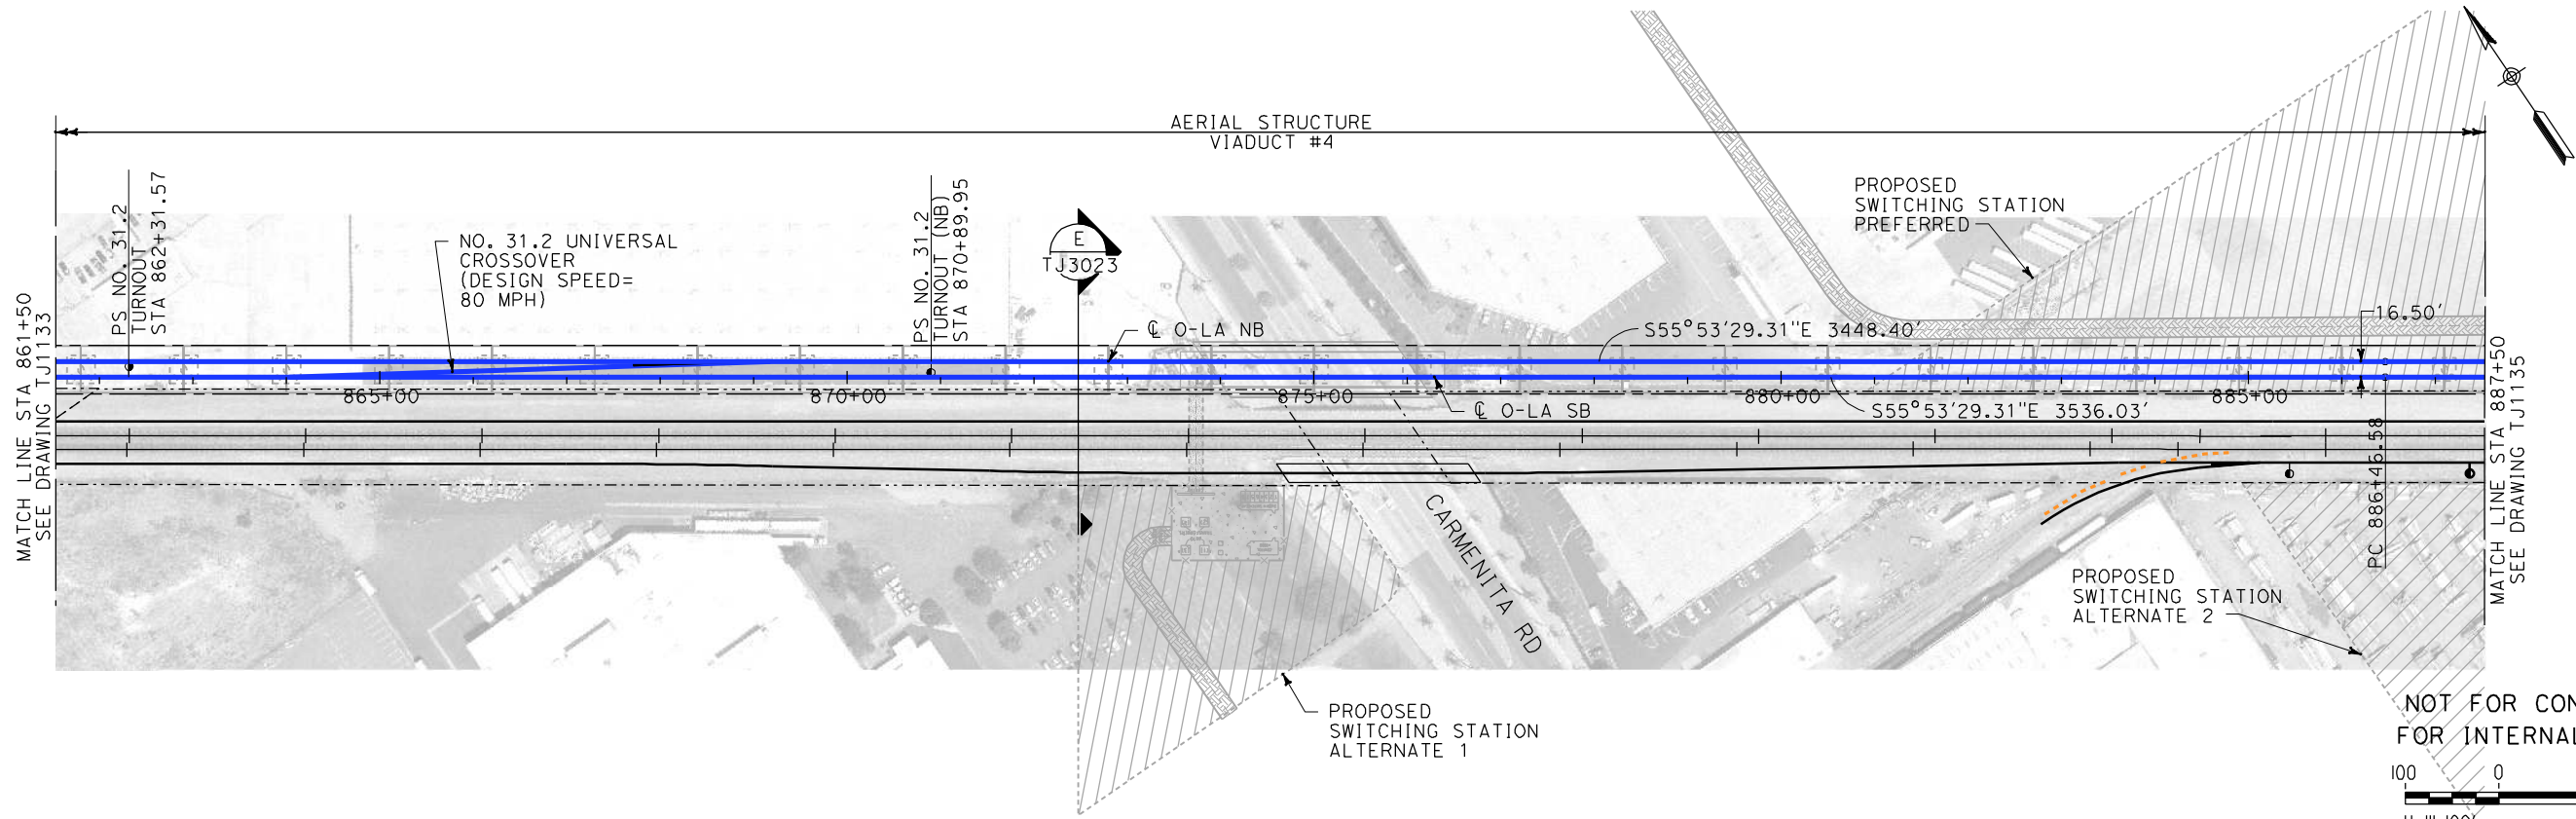 AERIAL STRUCTURE
VIADUCT #4
PS NO. 31.2
TURNOUT
STA 862+31.57
NO. 31.2 UNIVERSAL
CROSSOVER
(DESIGN SPEED=
80 MPH)
PS NO. 31.2
TURNOUT (NB)
STA 870+89.95
E
TJ3023
PROPOSED
SWITCHING STATION
PREFERRED
℄ O-LA NB
S55°53'29.31"E 3448.40'
16.50'
MATCH LINE STA 861+50
SEE DRAWING TJ1133
865+00
870+00
875+00
880+00
885+00
℄ O-LA SB
S55°53'29.31"E 3536.03'
PC 886+46.58
MATCH LINE STA 887+50
SEE DRAWING TJ1135
CARMENITA RD
PROPOSED
SWITCHING STATION
ALTERNATE 2
PROPOSED
SWITCHING STATION
ALTERNATE 1
NOT FOR CON
FOR INTERNAL
100 0